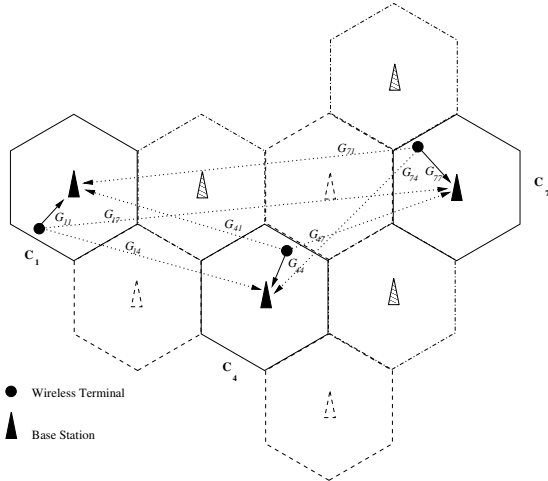 G71
G74
G77
C7
G11
G17
G41
G47
C1
G14
G44
C4
Wireless Terminal
Base Station